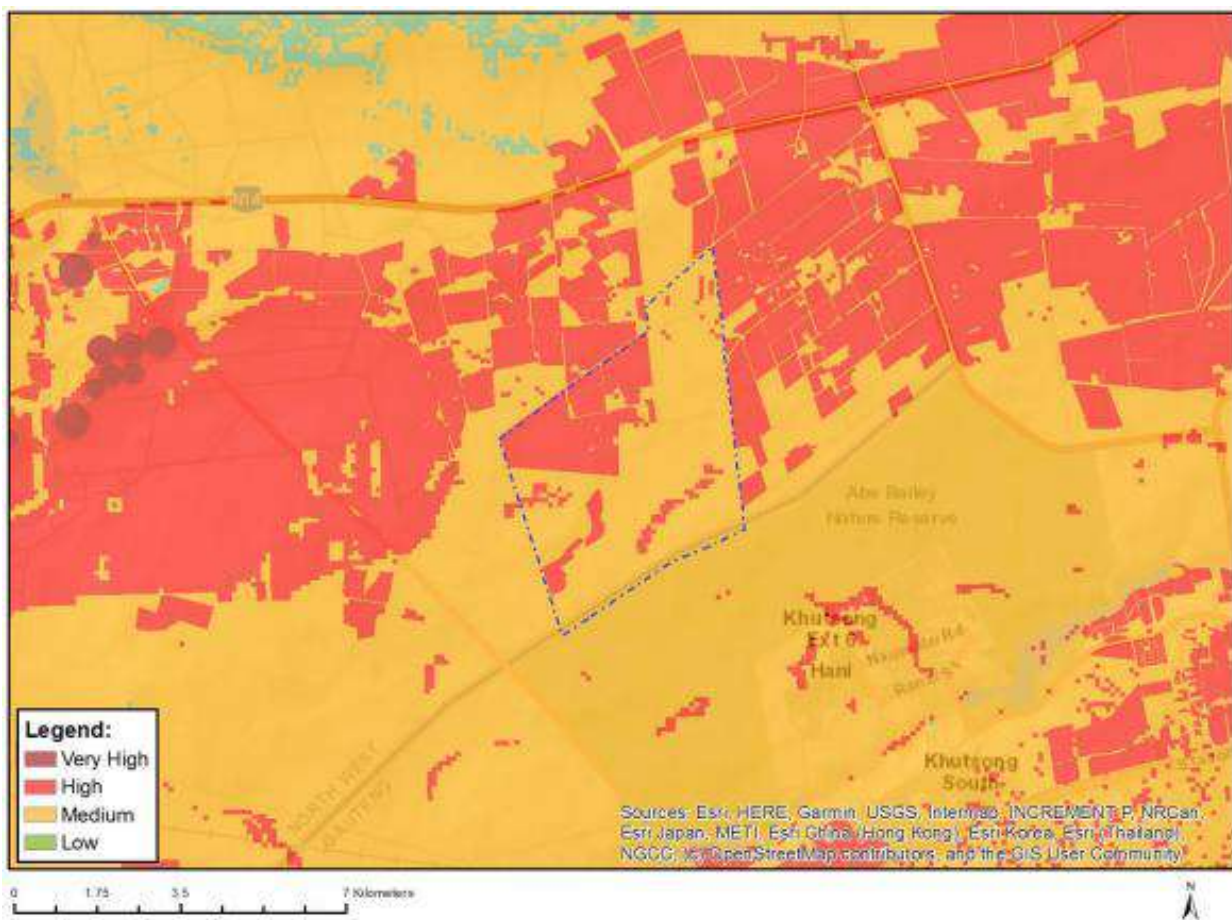 N14
Abe Bailey
Nature Reserve
Khutsong
Ext 6
Hani
Khutsong
South
NORTH WEST
GAUTENG
Legend:
Very High
High
Medium
Low
Sources: Esri, HERE, Garmin, USGS, Intermap, INCREMENT P, NRCan,
Esri Japan, METI, Esri China (Hong Kong), Esri Korea, Esri (Thailand),
NGCC, (c) OpenStreetMap contributors, and the GIS User Community
0 1.75 3.5 7 Kilometers
N